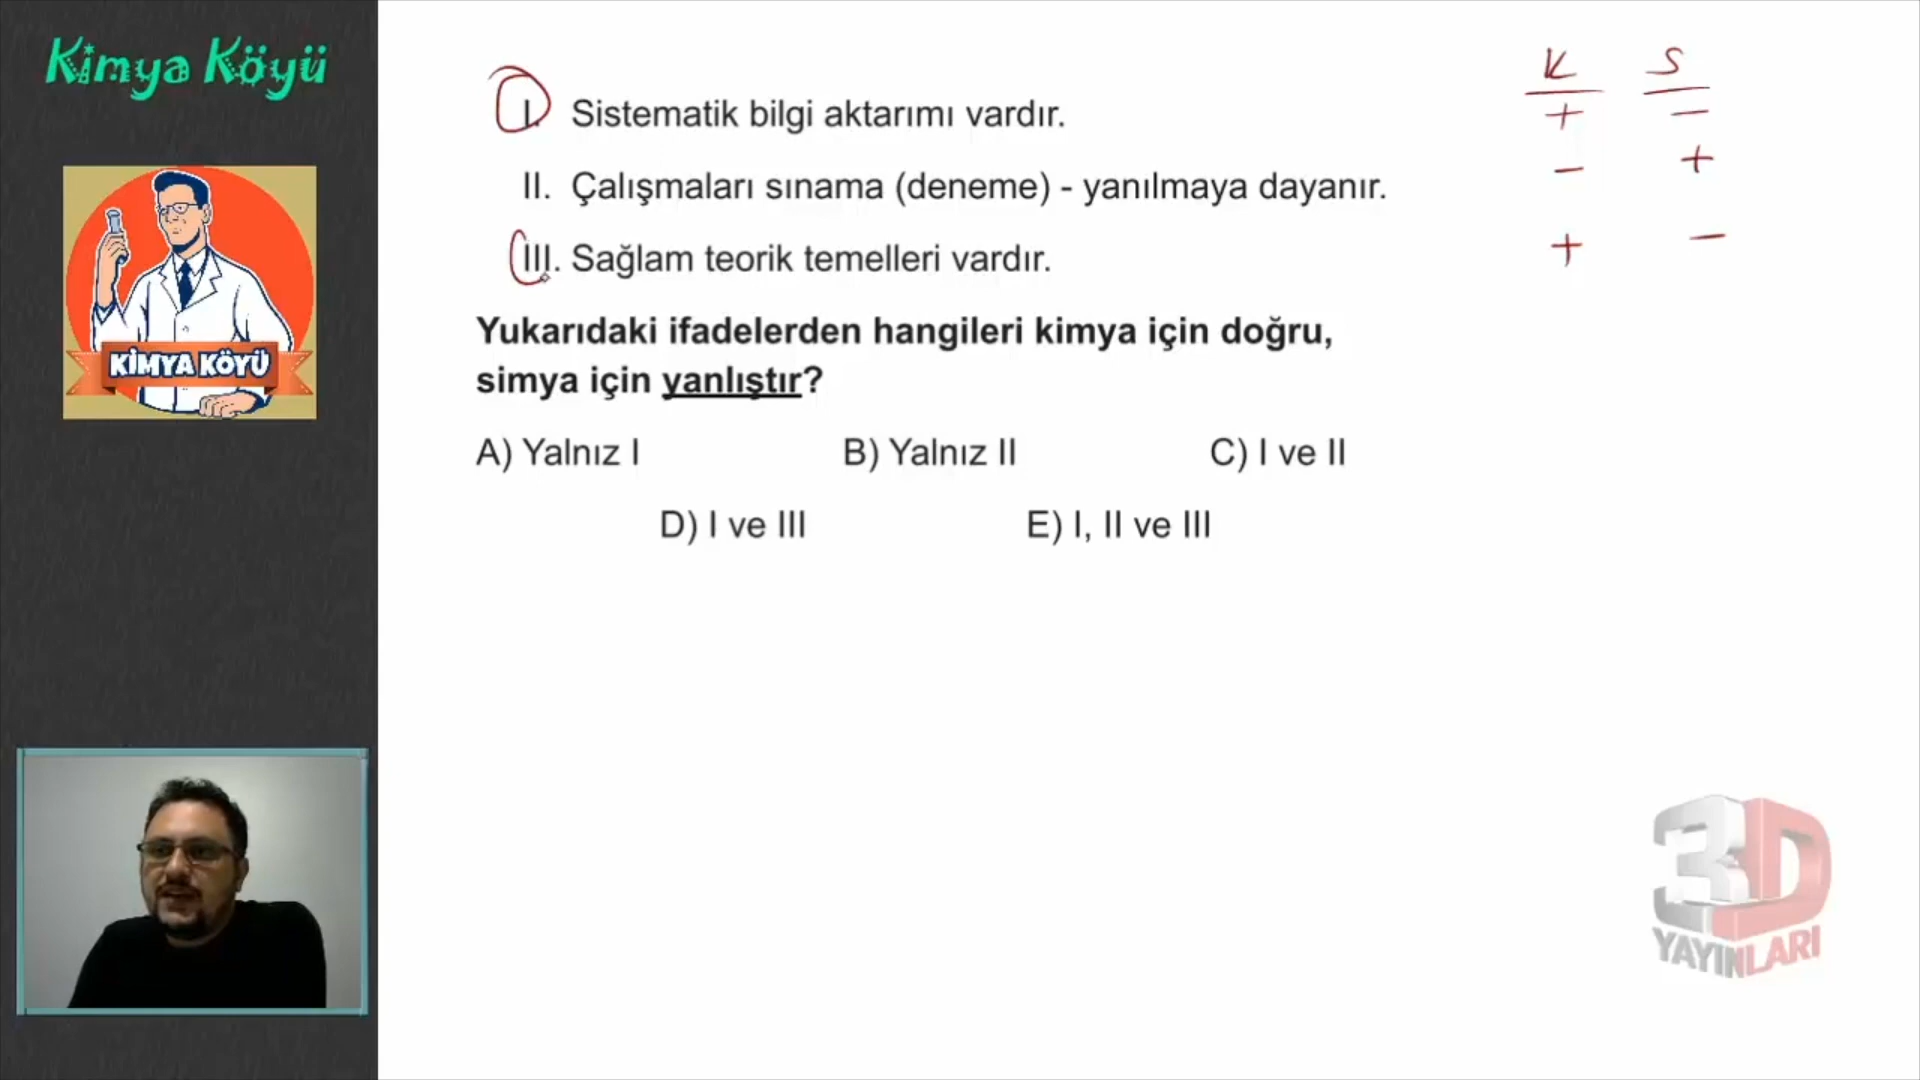 Kimya Köyü
KİMYA KÖYÜ
K S
I. Sistematik bilgi aktarımı vardır. + −
II. Çalışmaları sınama (deneme) - yanılmaya dayanır. − +
III. Sağlam teorik temelleri vardır. + −
Yukarıdaki ifadelerden hangileri kimya için doğru,
simya için yanlıştır?
A) Yalnız I B) Yalnız II C) I ve II
D) I ve III E) I, II ve III
3D
YAYINLARI